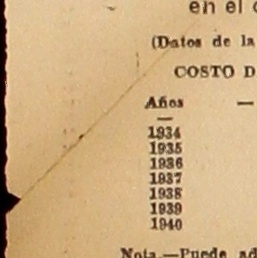 en el
(Datos de la
COSTO D
Años —
1934
1935
1936
1937
1938
1939
1940
Nota.—Puede ad